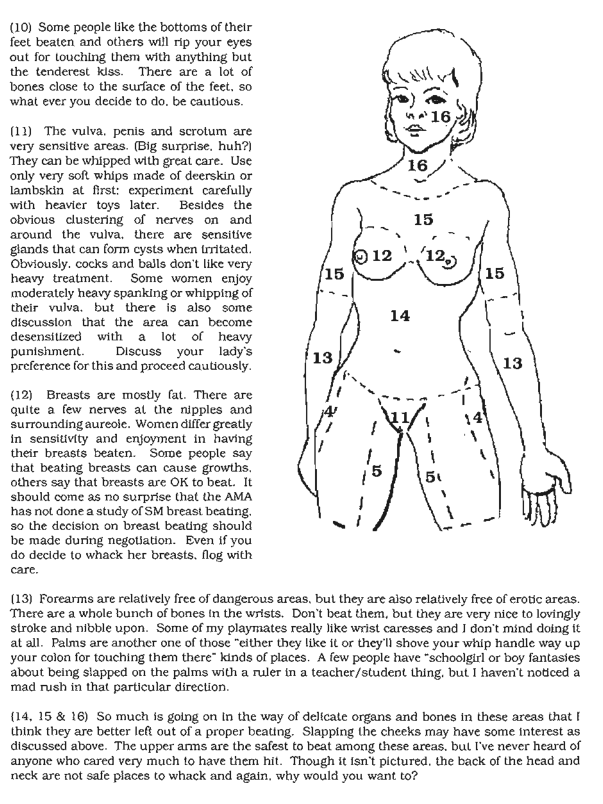 (10) Some people like the bottoms of their
feet beaten and others will rip your eyes
out for touching them with anything but
the tenderest kiss. There are a lot of
bones close to the surface of the feet, so
what ever you decide to do, be cautious.
(11) The vulva, penis and scrotum are
very sensitive areas. (Big surprise, huh?)
They can be whipped with great care. Use
only very soft whips made of deerskin or
lambskin at first; experiment carefully
with heavier toys later. Besides the
obvious clustering of nerves on and
around the vulva, there are sensitive
glands that can form cysts when irritated.
Obviously, cocks and balls don't like very
heavy treatment. Some women enjoy
moderately heavy spanking or whipping of
their vulva, but there is also some
discussion that the area can become
desensitized with a lot of heavy
punishment. Discuss your lady's
preference for this and proceed cautiously.
(12) Breasts are mostly fat. There are
quite a few nerves at the nipples and
surrounding aureole. Women differ greatly
in sensitivity and enjoyment in having
their breasts beaten. Some people say
that beating breasts can cause growths,
others say that breasts are OK to beat. It
should come as no surprise that the AMA
has not done a study of SM breast beating,
so the decision on breast beating should
be made during negotiation. Even if you
do decide to whack her breasts, flog with
care.
16
16
15
12 12
15 15
14
13 13
4 11 4
5 5
(13) Forearms are relatively free of dangerous areas, but they are also relatively free of erotic areas.
There are a whole bunch of bones in the wrists. Don't beat them, but they are very nice to lovingly
stroke and nibble upon. Some of my playmates really like wrist caresses and I don't mind doing it
at all. Palms are another one of those "either they like it or they'll shove your whip handle way up
your colon for touching them there" kinds of places. A few people have "schoolgirl or boy fantasies
about being slapped on the palms with a ruler in a teacher/student thing, but I haven't noticed a
mad rush in that particular direction.
(14, 15 & 16) So much is going on in the way of delicate organs and bones in these areas that I
think they are better left out of a proper beating. Slapping the cheeks may have some interest as
discussed above. The upper arms are the safest to beat among these areas, but I've never heard of
anyone who cared very much to have them hit. Though it isn't pictured, the back of the head and
neck are not safe places to whack and again, why would you want to?